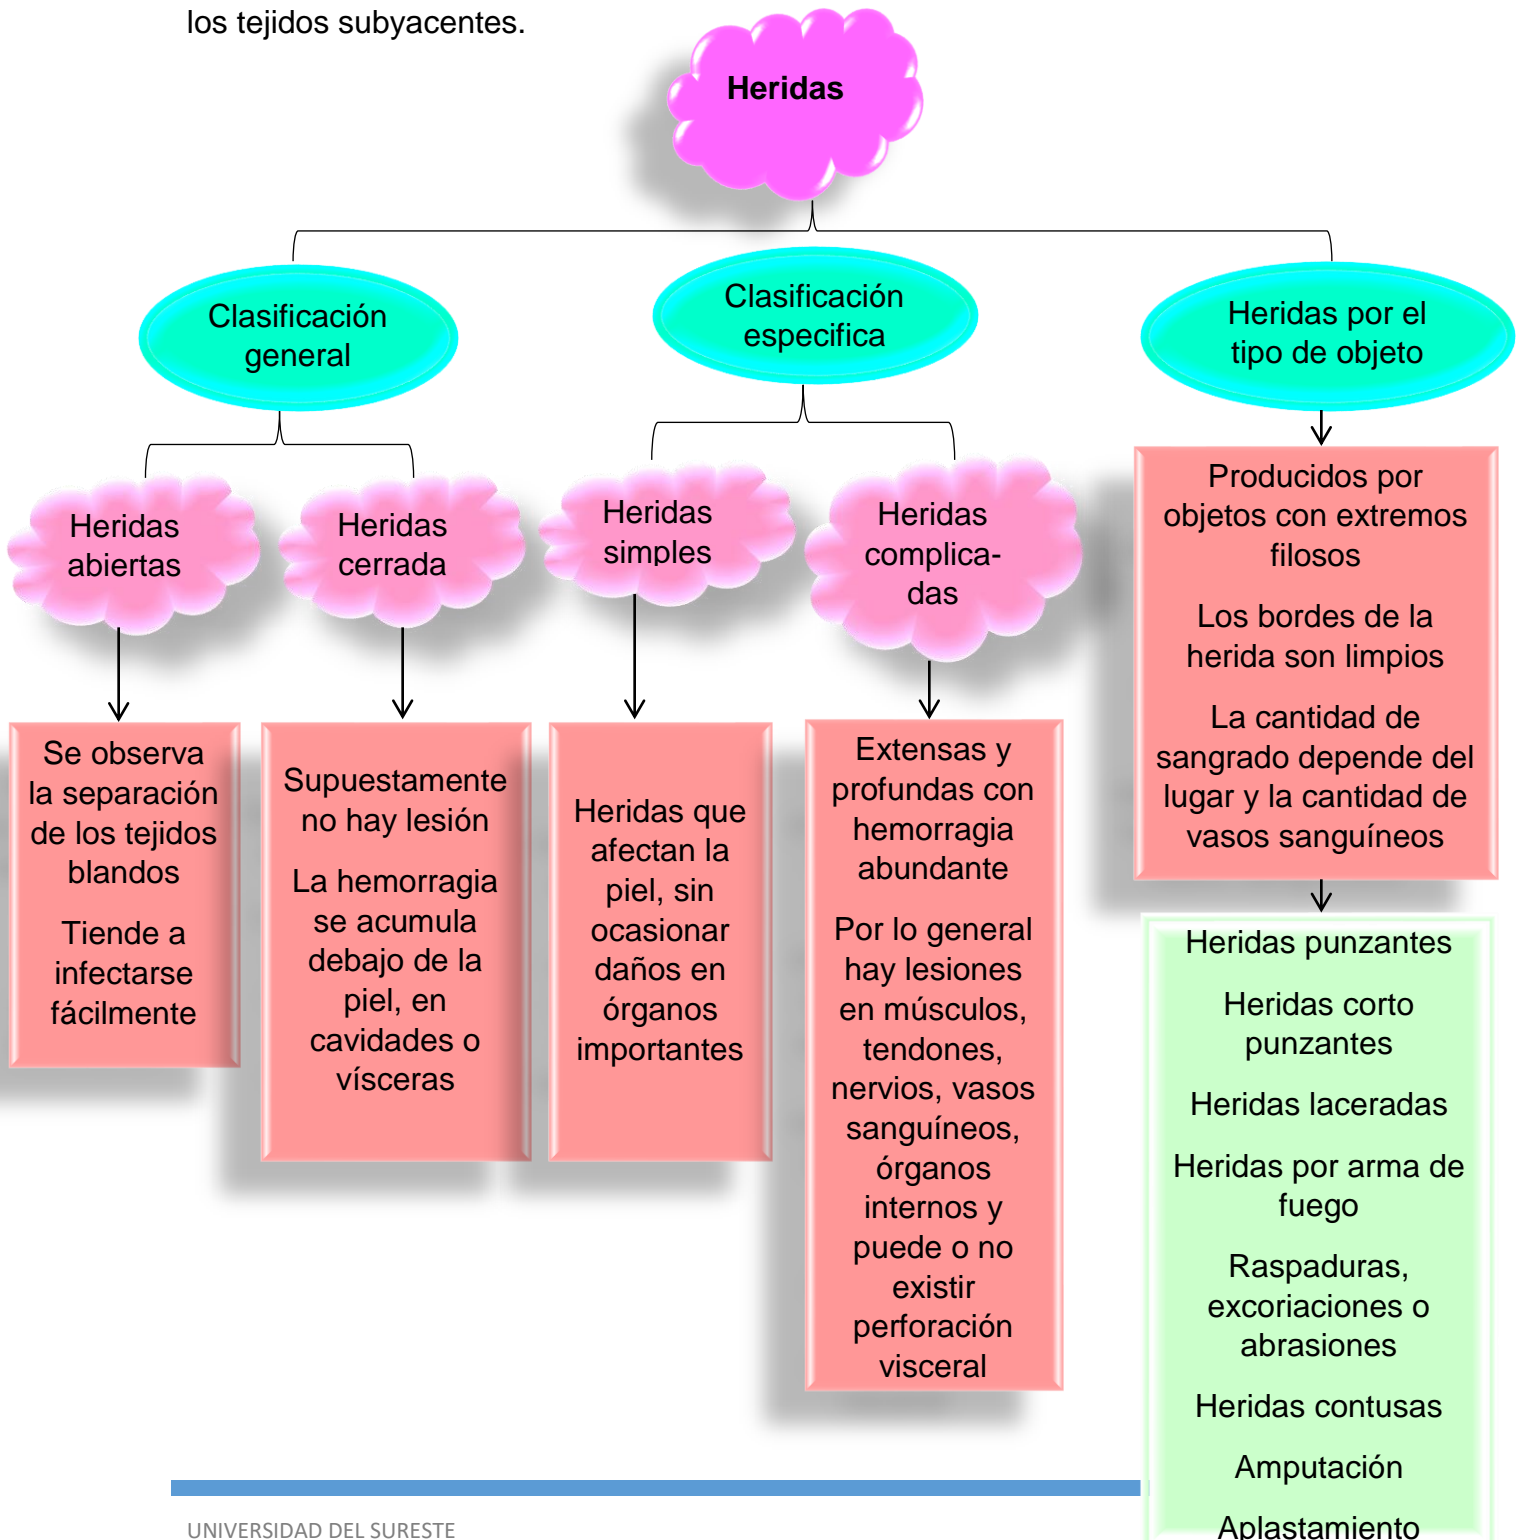 los tejidos subyacentes.
Heridas
Clasificación
general
Clasificación
especifica
Heridas por el
tipo de objeto
Heridas
abiertas
Heridas
cerrada
Heridas
simples
Heridas
complica-
das
Se observa
la separación
de los tejidos
blandos
Tiende a
infectarse
fácilmente
Supuestamente
no hay lesión
La hemorragia
se acumula
debajo de la
piel, en
cavidades o
vísceras
Heridas que
afectan la
piel, sin
ocasionar
daños en
órganos
importantes
Extensas y
profundas con
hemorragia
abundante
Por lo general
hay lesiones
en músculos,
tendones,
nervios, vasos
sanguíneos,
órganos
internos y
puede o no
existir
perforación
visceral
Producidos por
objetos con extremos
filosos
Los bordes de la
herida son limpios
La cantidad de
sangrado depende del
lugar y la cantidad de
vasos sanguíneos
Heridas punzantes
Heridas corto
punzantes
Heridas laceradas
Heridas por arma de
fuego
Raspaduras,
excoriaciones o
abrasiones
Heridas contusas
Amputación
Aplastamiento
UNIVERSIDAD DEL SURESTE